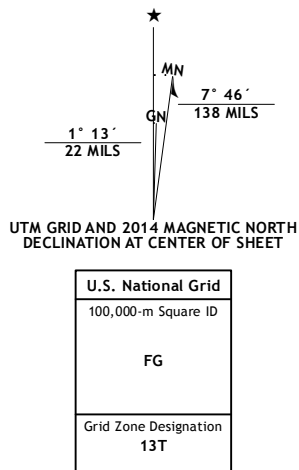 ★
MN
7° 46´
138 MILS
GN
1° 13´
22 MILS
UTM GRID AND 2014 MAGNETIC NORTH
DECLINATION AT CENTER OF SHEET
U.S. National Grid
100,000-m Square ID
FG
Grid Zone Designation
13T